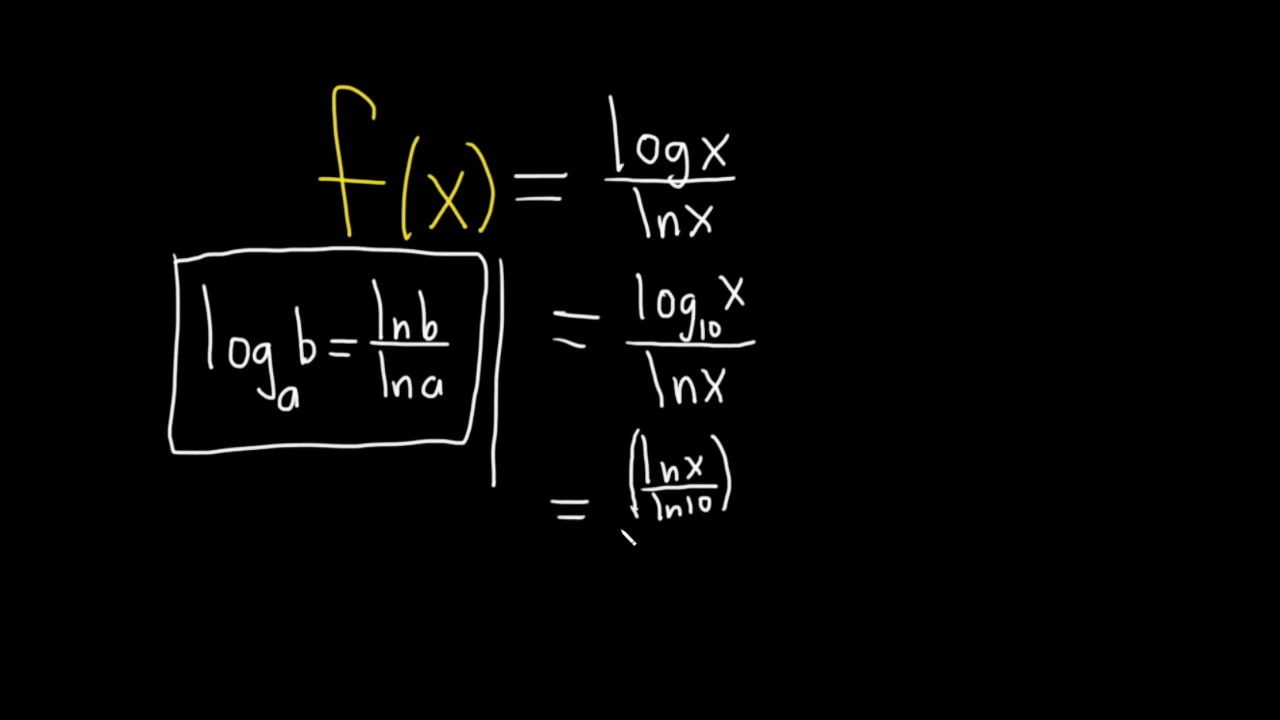 f(x) = log x / ln x
log_a b = ln b / ln a
= log_10 x / ln x
= (ln x / ln 10)